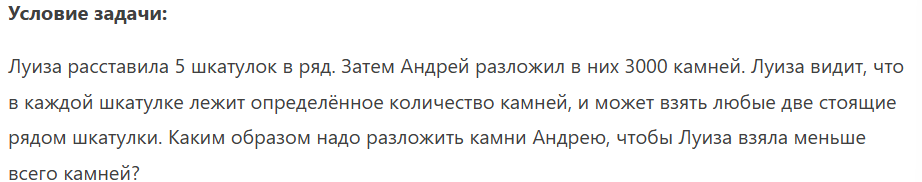 Условие задачи:
Луиза расставила 5 шкатулок в ряд. Затем Андрей разложил в них 3000 камней. Луиза видит, что
в каждой шкатулке лежит определённое количество камней, и может взять любые две стоящие
рядом шкатулки. Каким образом надо разложить камни Андрею, чтобы Луиза взяла меньше
всего камней?